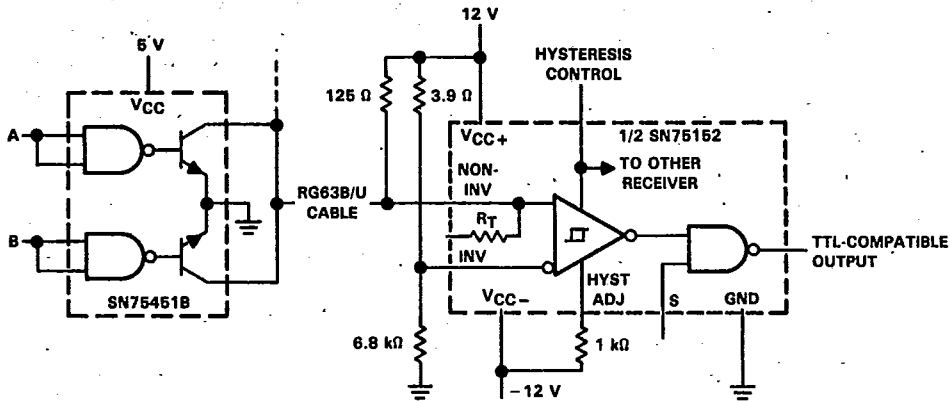 12 V
5 V
HYSTERESIS
CONTROL
125 Ω
3.9 Ω
VCC
VCC+
1/2 SN75152
A
TO OTHER
RECEIVER
NON-
INV
RG63B/U
CABLE
RT
B
INV
TTL-COMPATIBLE
OUTPUT
HYST
ADJ
VCC-
S
GND
SN75451B
6.8 kΩ
1 kΩ
-12 V